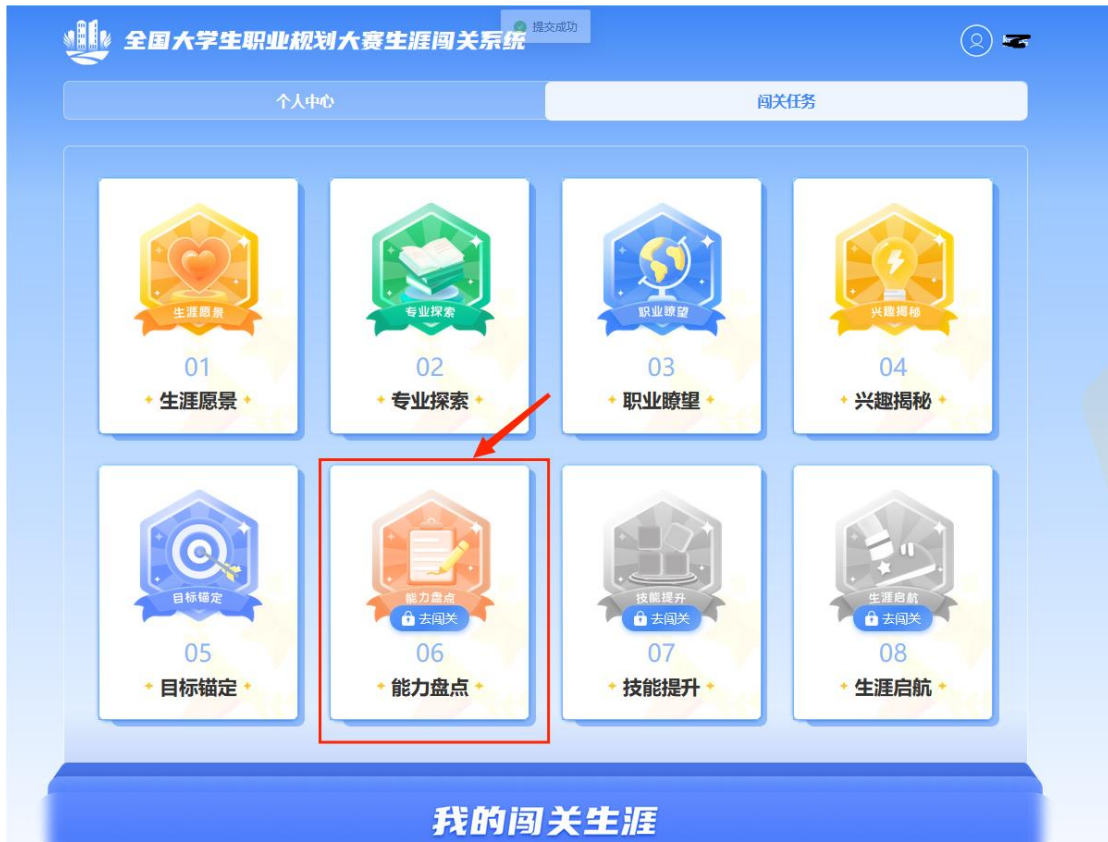 提交成功
全国大学生职业规划大赛生涯闯关系统
个人中心
闯关任务
生涯愿景
专业探索
职业瞭望
兴趣揭秘
01
02
03
04
生涯愿景
专业探索
职业瞭望
兴趣揭秘
目标锚定
能力盘点
技能提升
生涯启航
去闯关
去闯关
去闯关
05
06
07
08
目标锚定
能力盘点
技能提升
生涯启航
我的闯关生涯